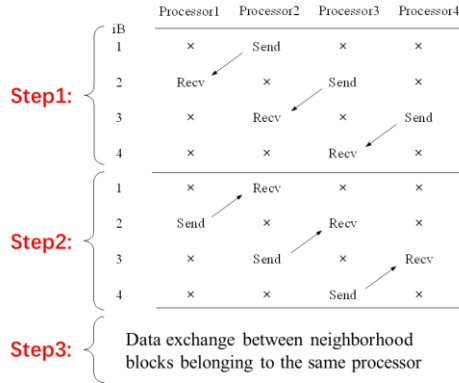 Processor1 Processor2 Processor3 Processor4
iB
1 × Send × ×
Step1:
2 Recv × Send ×
3 × Recv × Send
4 × × Recv ×
1 × Recv × ×
Step2:
2 Send × Recv ×
3 × Send × Recv
4 × × Send ×
Step3:
Data exchange between neighborhood
blocks belonging to the same processor